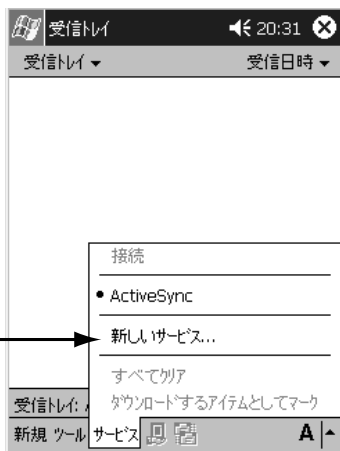 受信トレイ 20:31
受信トレイ 受信日時
接続
ActiveSync
新しいサービス...
すべてクリア
ダウンロードするアイテムとしてマーク
受信トレイ:
新規 ツール サービス A